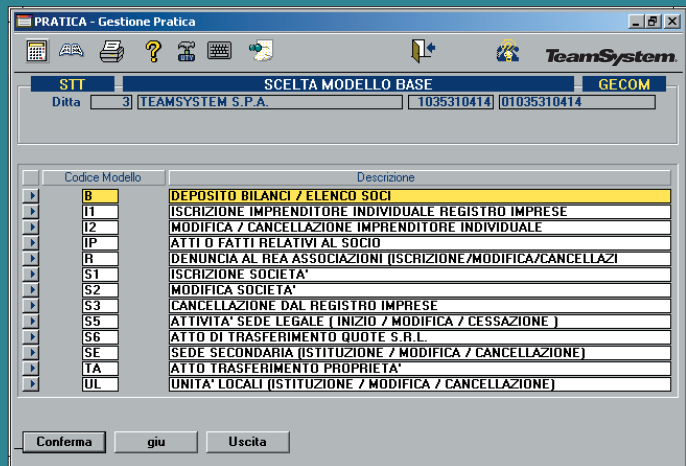 PRATICA - Gestione Pratica
TeamSystem
STT SCELTA MODELLO BASE GECOM
Ditta 3 TEAMSYSTEM S.P.A. 1035310414 01035310414
Codice Modello Descrizione
B DEPOSITO BILANCI / ELENCO SOCI
I1 ISCRIZIONE IMPRENDITORE INDIVIDUALE REGISTRO IMPRESE
I2 MODIFICA / CANCELLAZIONE IMPRENDITORE INDIVIDUALE
IP ATTI O FATTI RELATIVI AL SOCIO
R DENUNCIA AL REA ASSOCIAZIONI (ISCRIZIONE/MODIFICA/CANCELLAZI
S1 ISCRIZIONE SOCIETA'
S2 MODIFICA SOCIETA'
S3 CANCELLAZIONE DAL REGISTRO IMPRESE
S5 ATTIVITA' SEDE LEGALE ( INIZIO / MODIFICA / CESSAZIONE )
S6 ATTO DI TRASFERIMENTO QUOTE S.R.L.
SE SEDE SECONDARIA (ISTITUZIONE / MODIFICA / CANCELLAZIONE)
TA ATTO TRASFERIMENTO PROPRIETA'
UL UNITA' LOCALI (ISTITUZIONE / MODIFICA / CANCELLAZIONE)
Conferma giu Uscita